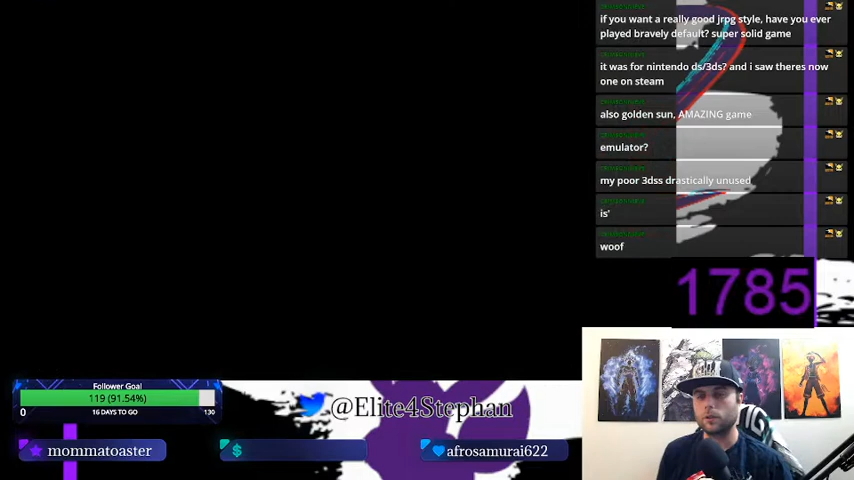 if you want a really good jrpg style, have you ever
played bravely default? super solid game
it was for nintendo ds/3ds? and i saw theres now
one on steam
also golden sun, AMAZING game
emulator?
my poor 3dss drastically unused
is'
woof
1785
Follower Goal
119 (91.54%)
0
16 DAYS TO GO
130
@Elite4Stephan
mommatoaster
$
afrosamurai622